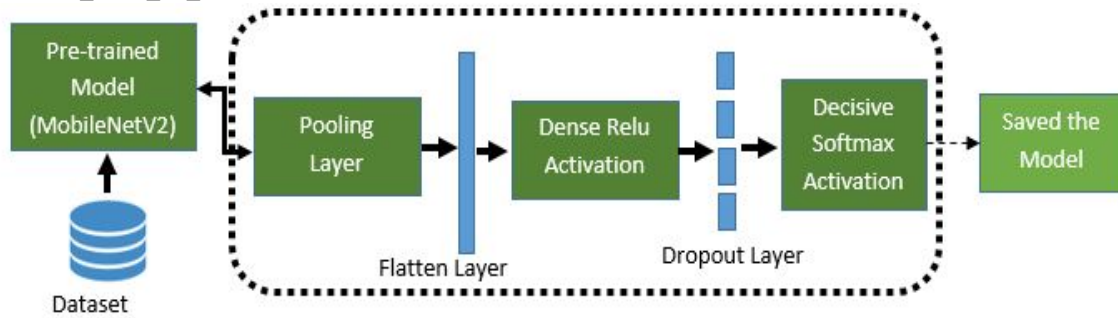 Pre-trained
Model
(MobileNetV2)
Dataset
Pooling
Layer
Flatten Layer
Dense Relu
Activation
Dropout Layer
Decisive
Softmax
Activation
Saved the
Model